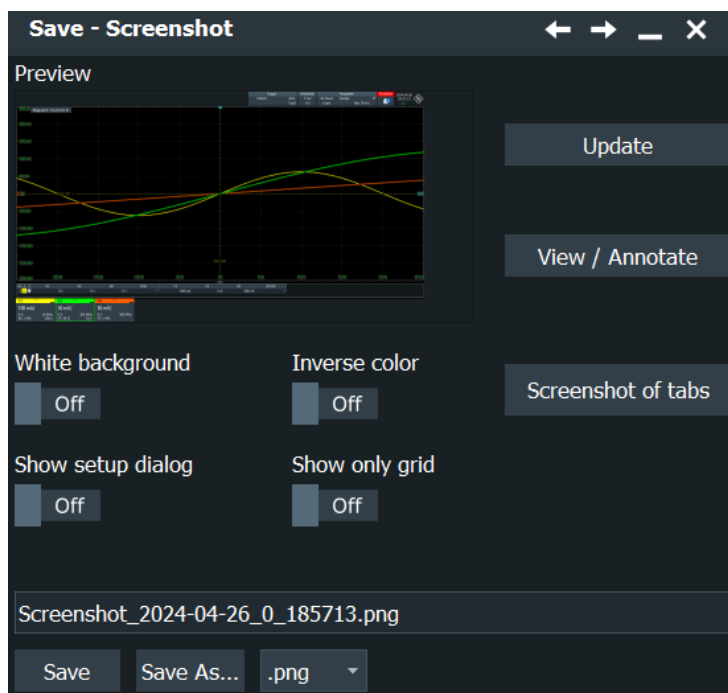 Save - Screenshot
Preview
Update
View / Annotate
White background
Inverse color
Off
Off
Screenshot of tabs
Show setup dialog
Show only grid
Off
Off
Screenshot_2024-04-26_0_185713.png
Save
Save As...
.png